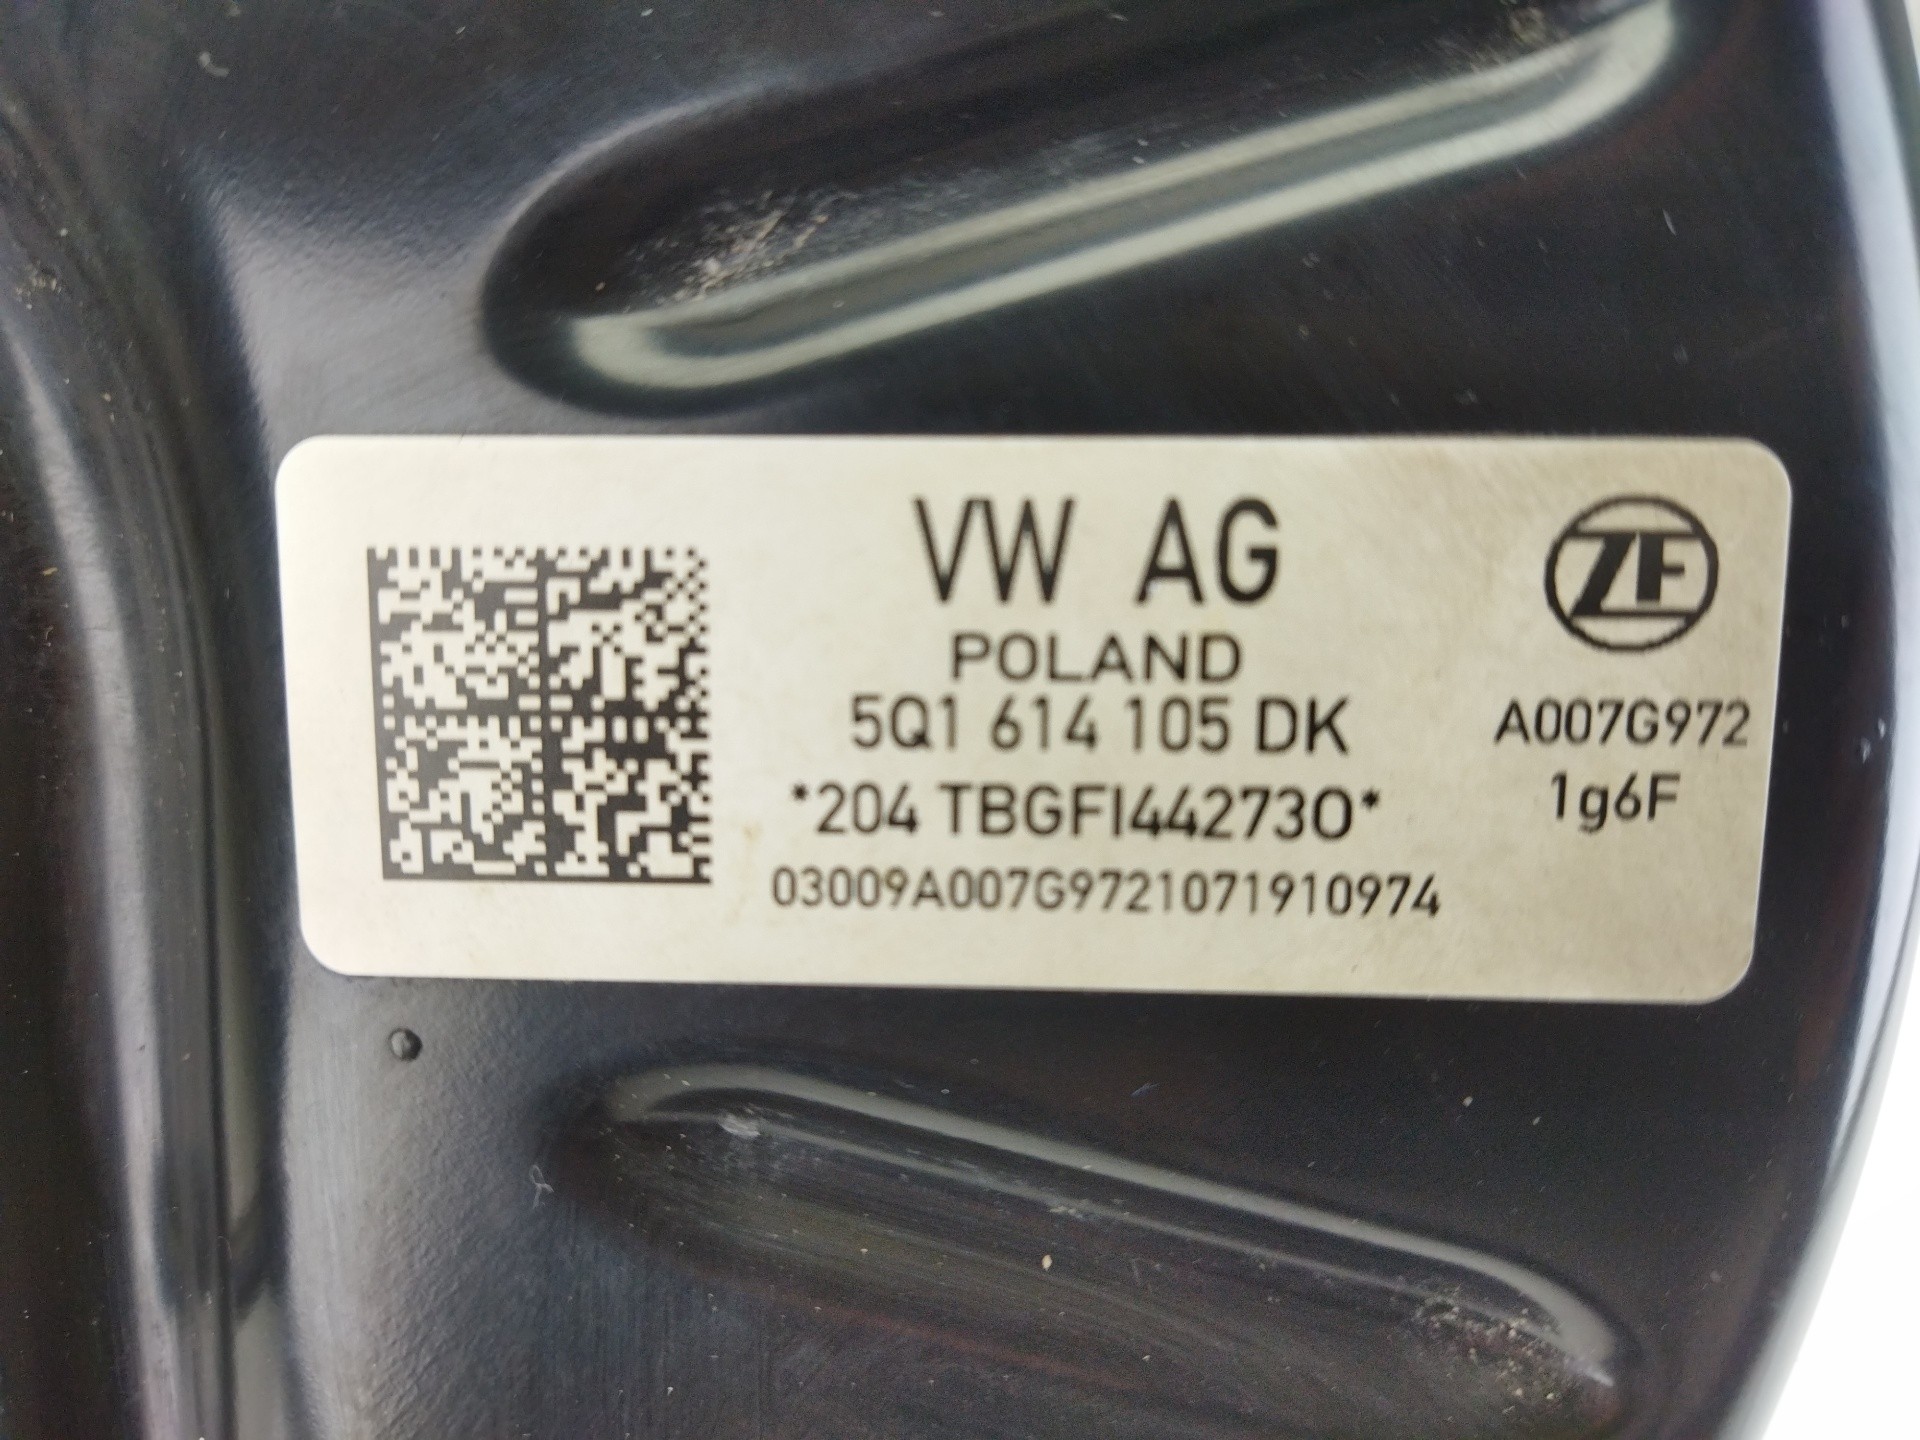 VW AG
POLAND
5Q1 614 105 DK
*204 TBGFI442730*
03009A007G9721071910974
ZF
A007G972
1g6F